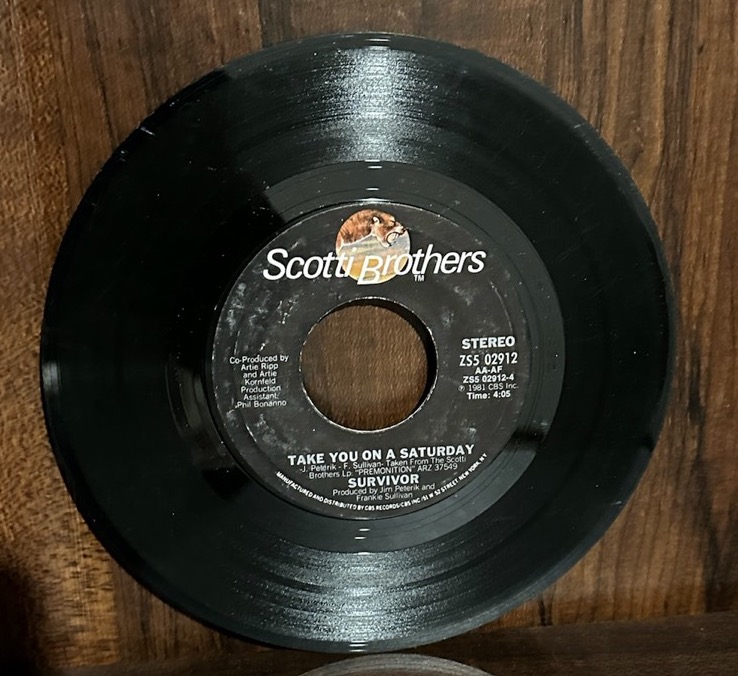 Scotti Brothers
TM
STEREO
ZS5 02912
AA-AF
ZS5 02912-4
℗ 1981 CBS Inc.
Time: 4:05
Co-Produced by
Artie Ripp
and Artie
Kornfeld
Production
Assistant:
Phil Bonanno
TAKE YOU ON A SATURDAY
-J. Peterik - F. Sullivan- Taken From The Scotti
Brothers Lp: "PREMONITION" ARZ 37549
SURVIVOR
Produced by Jim Peterik and
Frankie Sullivan
MANUFACTURED AND DISTRIBUTED BY CBS RECORDS/CBS INC./51 W. 52 STREET, NEW YORK, N.Y.